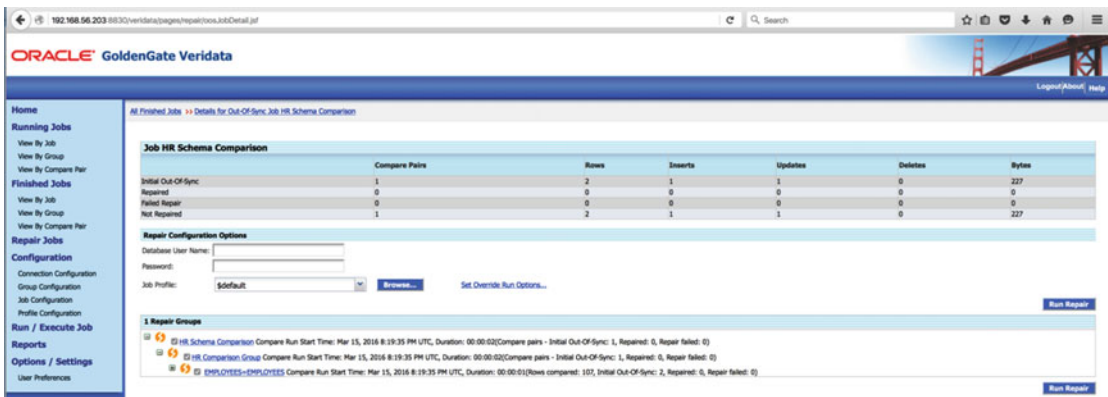 192.168.56.203:8830/veridata/pages/repair/oosJobDetail.jsf
Search
ORACLE GoldenGate Veridata
Logout About Help
Home
Running Jobs
View By Job
View By Group
View By Compare Pair
Finished Jobs
View By Job
View By Group
View By Compare Pair
Repair Jobs
Configuration
Connection Configuration
Group Configuration
Job Configuration
Profile Configuration
Run / Execute Job
Reports
Options / Settings
User Preferences
All Finished Jobs >> Details for Out-Of-Sync Job HR Schema Comparison
Job HR Schema Comparison
Compare Pairs Rows Inserts Updates Deletes Bytes
Initial Out-Of-Sync 1 2 1 1 0 227
Repaired 0 0 0 0 0 0
Failed Repair 0 0 0 0 0 0
Not Repaired 1 2 1 1 0 227
Repair Configuration Options
Database User Name:
Password:
Job Profile: $default Browse... Set Override Run Options...
Run Repair
1 Repair Groups
HR Schema Comparison Compare Run Start Time: Mar 15, 2016 8:19:35 PM UTC, Duration: 00:00:02(Compare pairs - Initial Out-Of-Sync: 1, Repaired: 0, Repair failed: 0)
HR Comparison Group Compare Run Start Time: Mar 15, 2016 8:19:35 PM UTC, Duration: 00:00:02(Compare pairs - Initial Out-Of-Sync: 1, Repaired: 0, Repair failed: 0)
EMPLOYEES=EMPLOYEES Compare Run Start Time: Mar 15, 2016 8:19:35 PM UTC, Duration: 00:00:01(Rows compared: 107, Initial Out-Of-Sync: 2, Repaired: 0, Repair failed: 0)
Run Repair